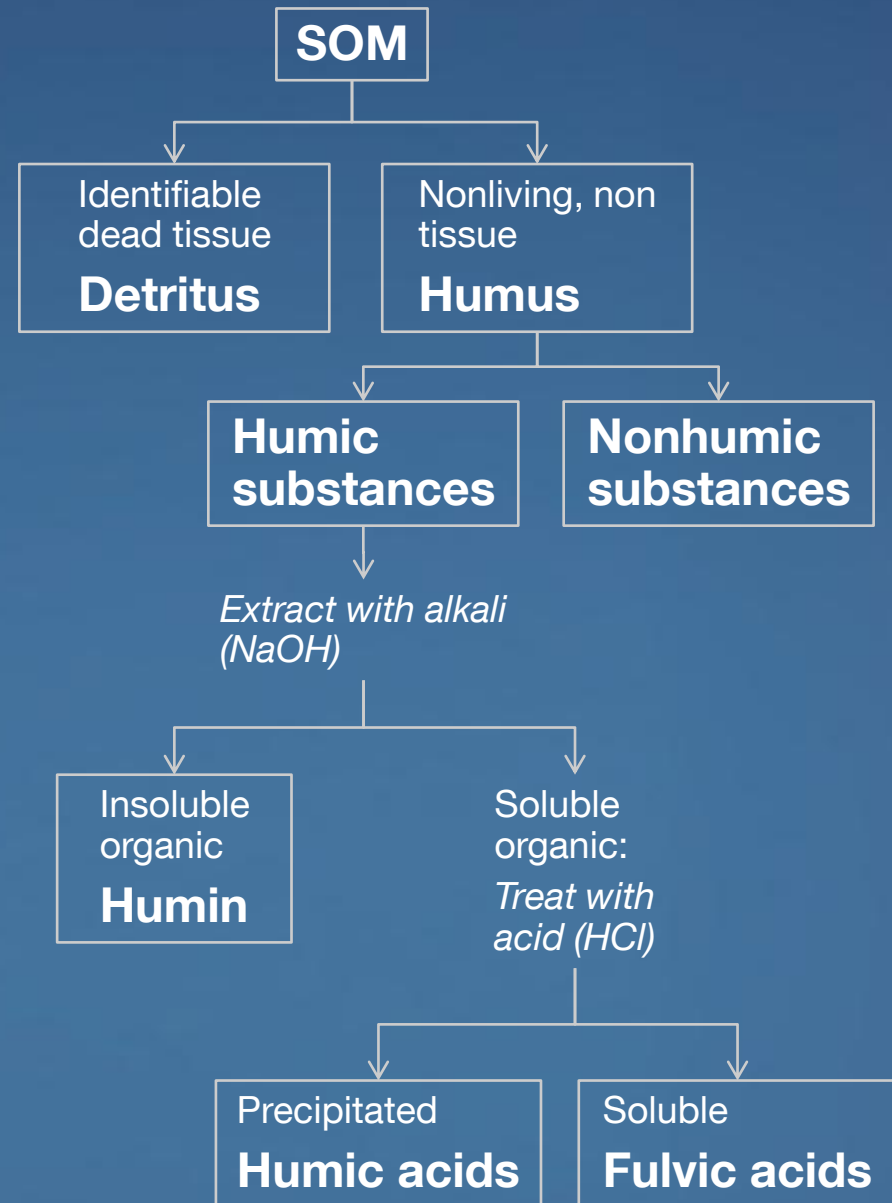 SOM
Identifiable
dead tissue
Detritus
Nonliving, non
tissue
Humus
Humic
substances
Nonhumic
substances
Extract with alkali
(NaOH)
Insoluble
organic
Humin
Soluble
organic:
Treat with
acid (HCl)
Precipitated
Humic acids
Soluble
Fulvic acids